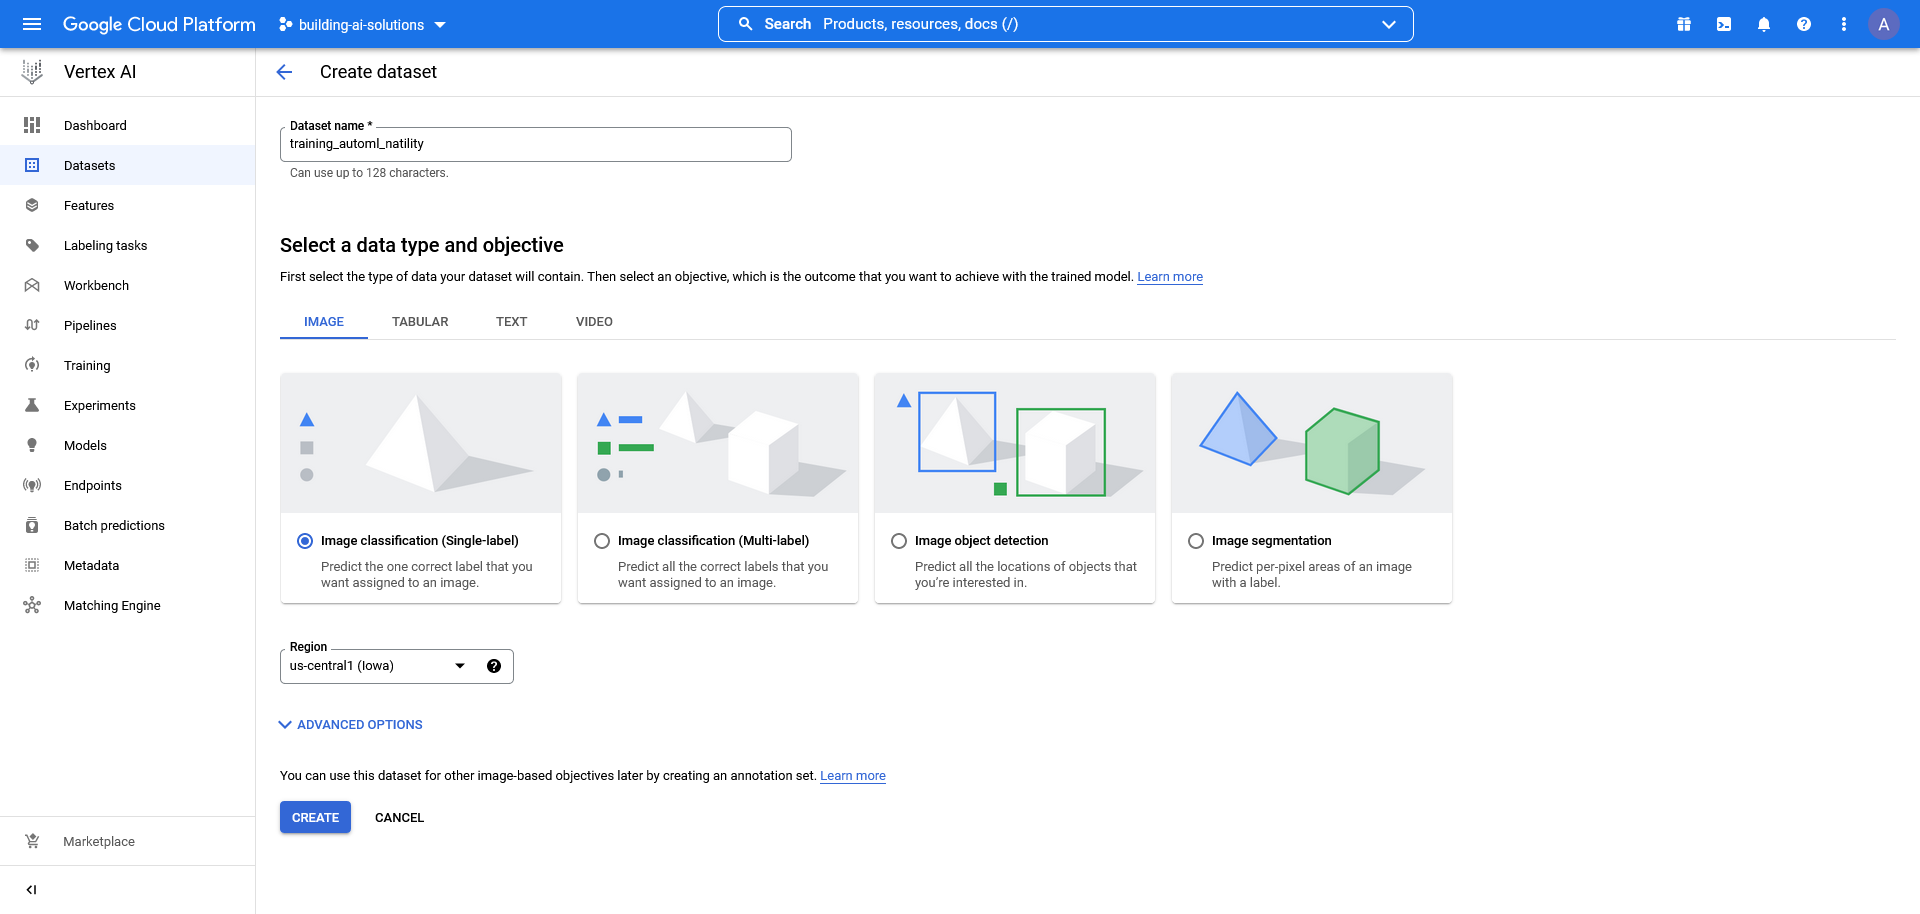 Google Cloud Platform
building-ai-solutions
Search Products, resources, docs (/)
A
Vertex AI
Create dataset
Dashboard
Datasets
Features
Labeling tasks
Workbench
Pipelines
Training
Experiments
Models
Endpoints
Batch predictions
Metadata
Matching Engine
Marketplace
Dataset name *
training_automl_natility
Can use up to 128 characters.
Select a data type and objective
First select the type of data your dataset will contain. Then select an objective, which is the outcome that you want to achieve with the trained model. Learn more
IMAGE TABULAR TEXT VIDEO
Image classification (Single-label)
Predict the one correct label that you
want assigned to an image.
Image classification (Multi-label)
Predict all the correct labels that you
want assigned to an image.
Image object detection
Predict all the locations of objects that
you're interested in.
Image segmentation
Predict per-pixel areas of an image
with a label.
Region
us-central1 (Iowa)
ADVANCED OPTIONS
You can use this dataset for other image-based objectives later by creating an annotation set. Learn more
CREATE CANCEL